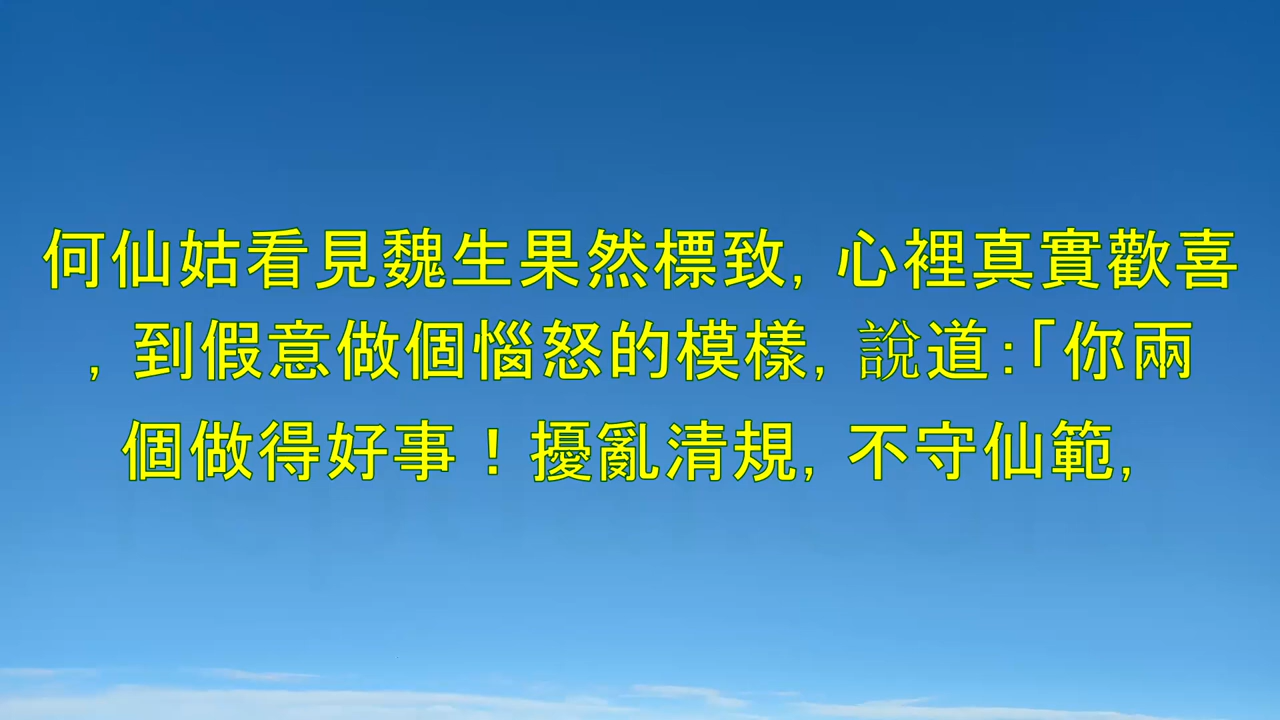 何仙姑看見魏生果然標致, 心裡真實歡喜
, 到假意做個惱怒的模樣, 說道:「你兩
個做得好事！擾亂清規, 不守仙範,